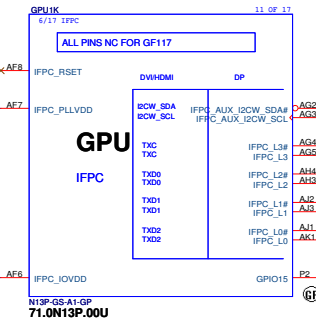 GPU1K
11 OF 17
6/17 IFPC
ALL PINS NC FOR GF117
AF8
IFPC_RSET
DVI/HDMI
DP
AF7
IFPC_PLLVDD
I2CW_SDA
I2CW_SCL
IFPC_AUX_I2CW_SDA#
IFPC_AUX_I2CW_SCL
AG2
AG3
GPU
TXC
TXC
IFPC_L3#
IFPC_L3
AG4
AG5
IFPC
TXD0
TXD0
IFPC_L2#
IFPC_L2
AH4
AH3
TXD1
TXD1
IFPC_L1#
IFPC_L1
AJ2
AJ3
TXD2
TXD2
IFPC_L0#
IFPC_L0
AJ1
AK1
AF6
IFPC_IOVDD
GPIO15
P2
N13P-GS-A1-GP
71.0N13P.00U